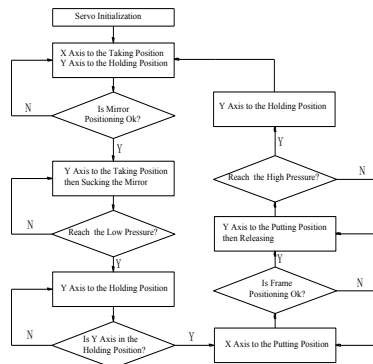 Servo Initialization
X Axis to the Taking Position
Y Axis to the Holding Position
N
Is Mirror
Positioning Ok?
Y
Y Axis to the Taking Position
then Sucking the Mirror
N
Reach the Low Pressure?
Y
Y Axis to the Holding Position
N
Is Y Axis in the
Holding Position?
Y
X Axis to the Putting Position
Is Frame
Positioning Ok?
N
Y
Y Axis to the Putting Position
then Releasing
Reach the High Pressure?
N
Y
Y Axis to the Holding Position